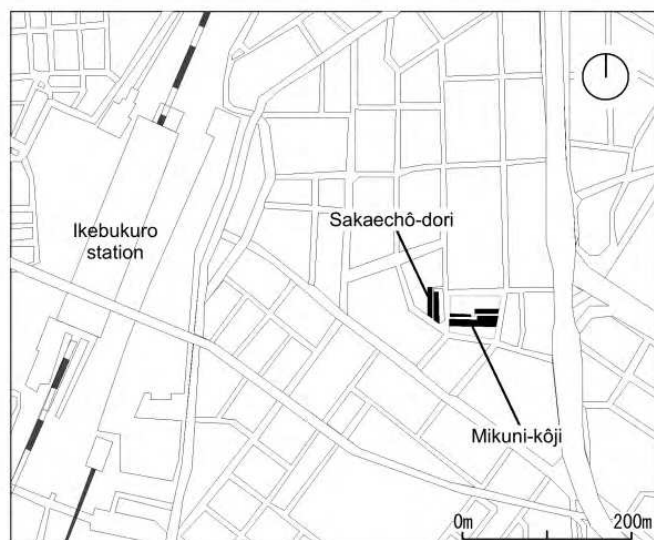 Sakaechô-dori
Ikebukuro
station
Mikuni-kôji
0m
200m